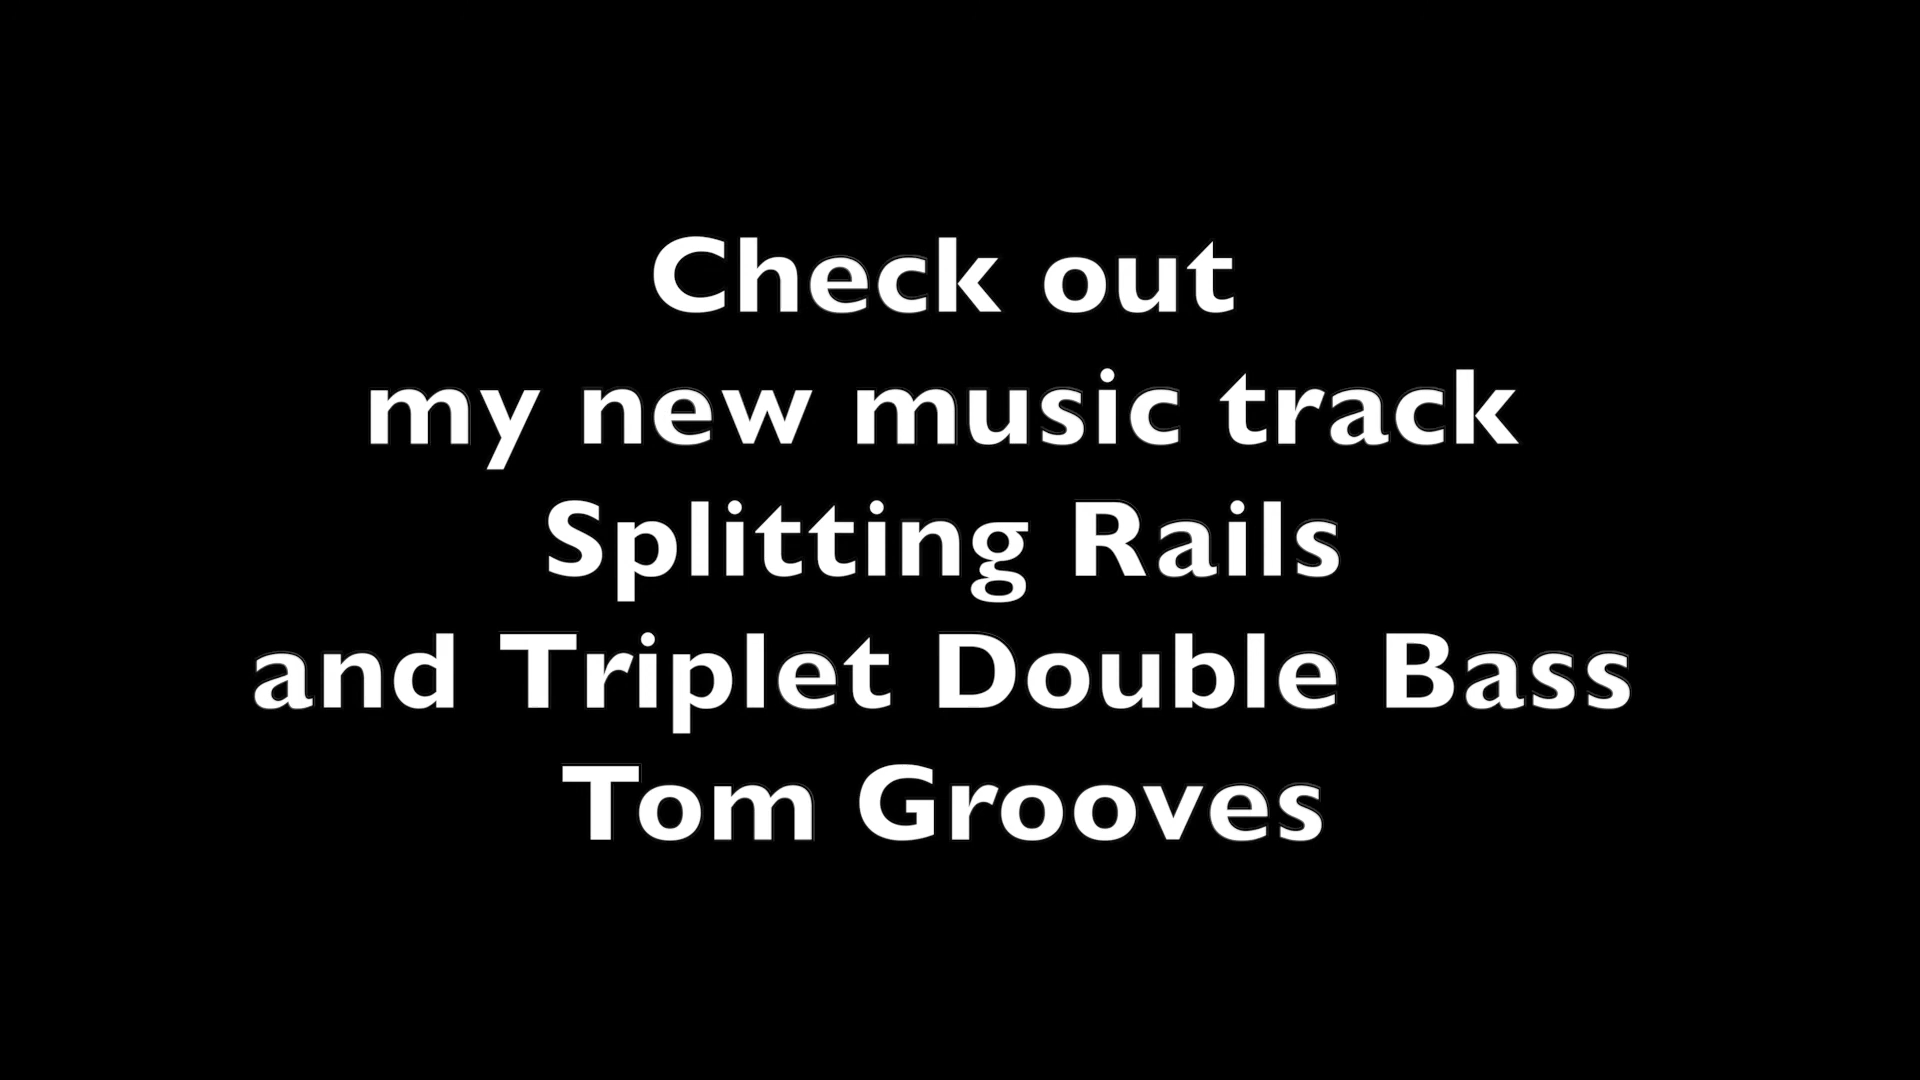 Check out
my new music track
Splitting Rails
and Triplet Double Bass
Tom Grooves